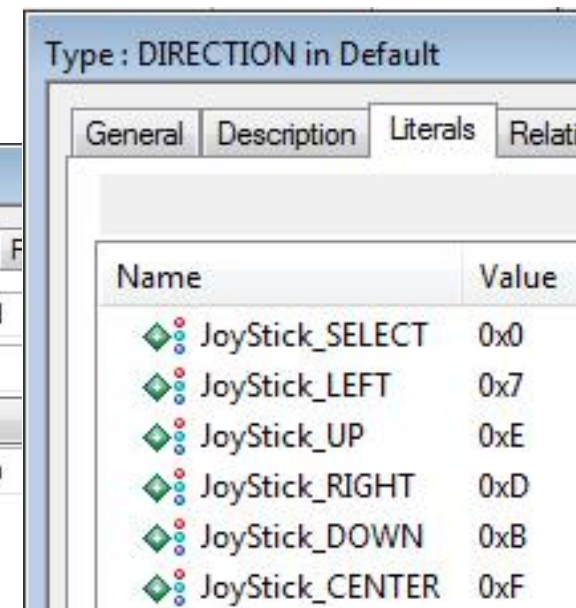 Type : DIRECTION in Default
General Description Literals
Name Value
JoyStick_SELECT 0x0
JoyStick_LEFT 0x7
JoyStick_UP 0xE
JoyStick_RIGHT 0xD
JoyStick_DOWN 0xB
JoyStick_CENTER 0xF